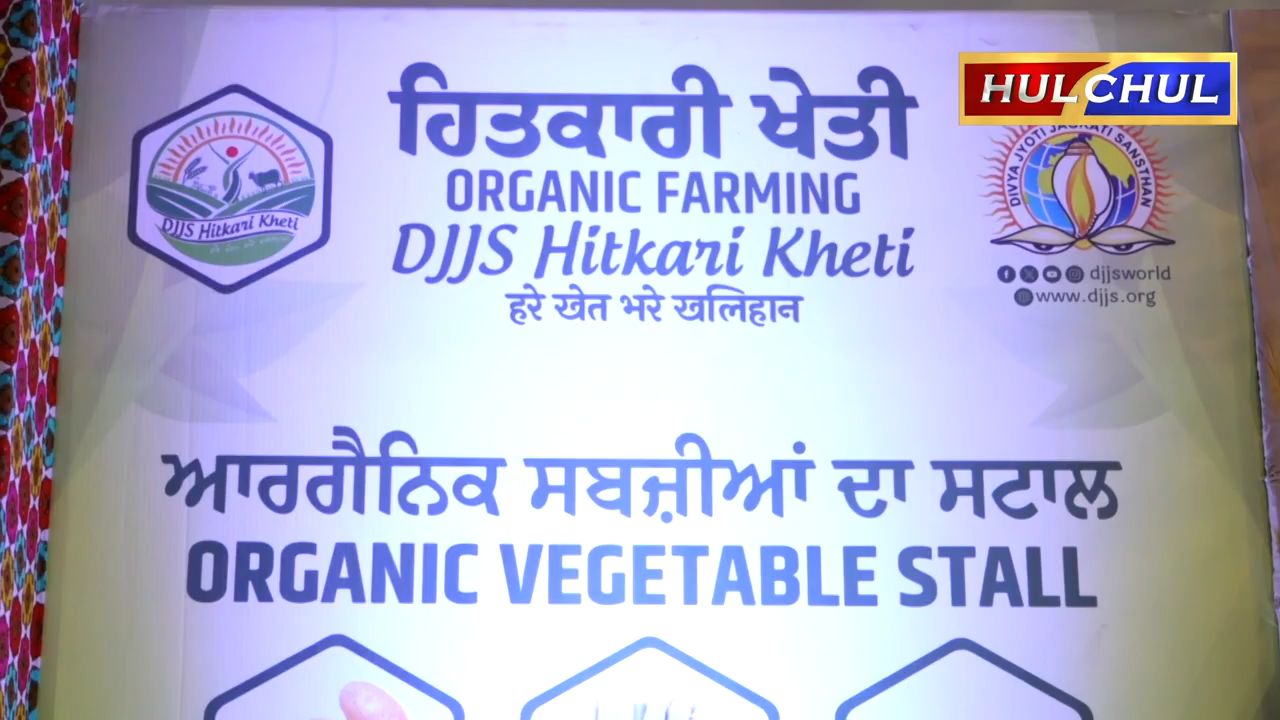 HULCHUL
ਹਿਤਕਾਰੀ ਖੇਤੀ
ORGANIC FARMING
DJJS Hitkari Kheti
हरे खेत भरे खलिहान
DJJS Hitkari Kheti
DIVYA JYOTI JAGRATI SANSTHAN
djjsworld
www.djjs.org
ਆਰਗੈਨਿਕ ਸਬਜ਼ੀਆਂ ਦਾ ਸਟਾਲ
ORGANIC VEGETABLE STALL